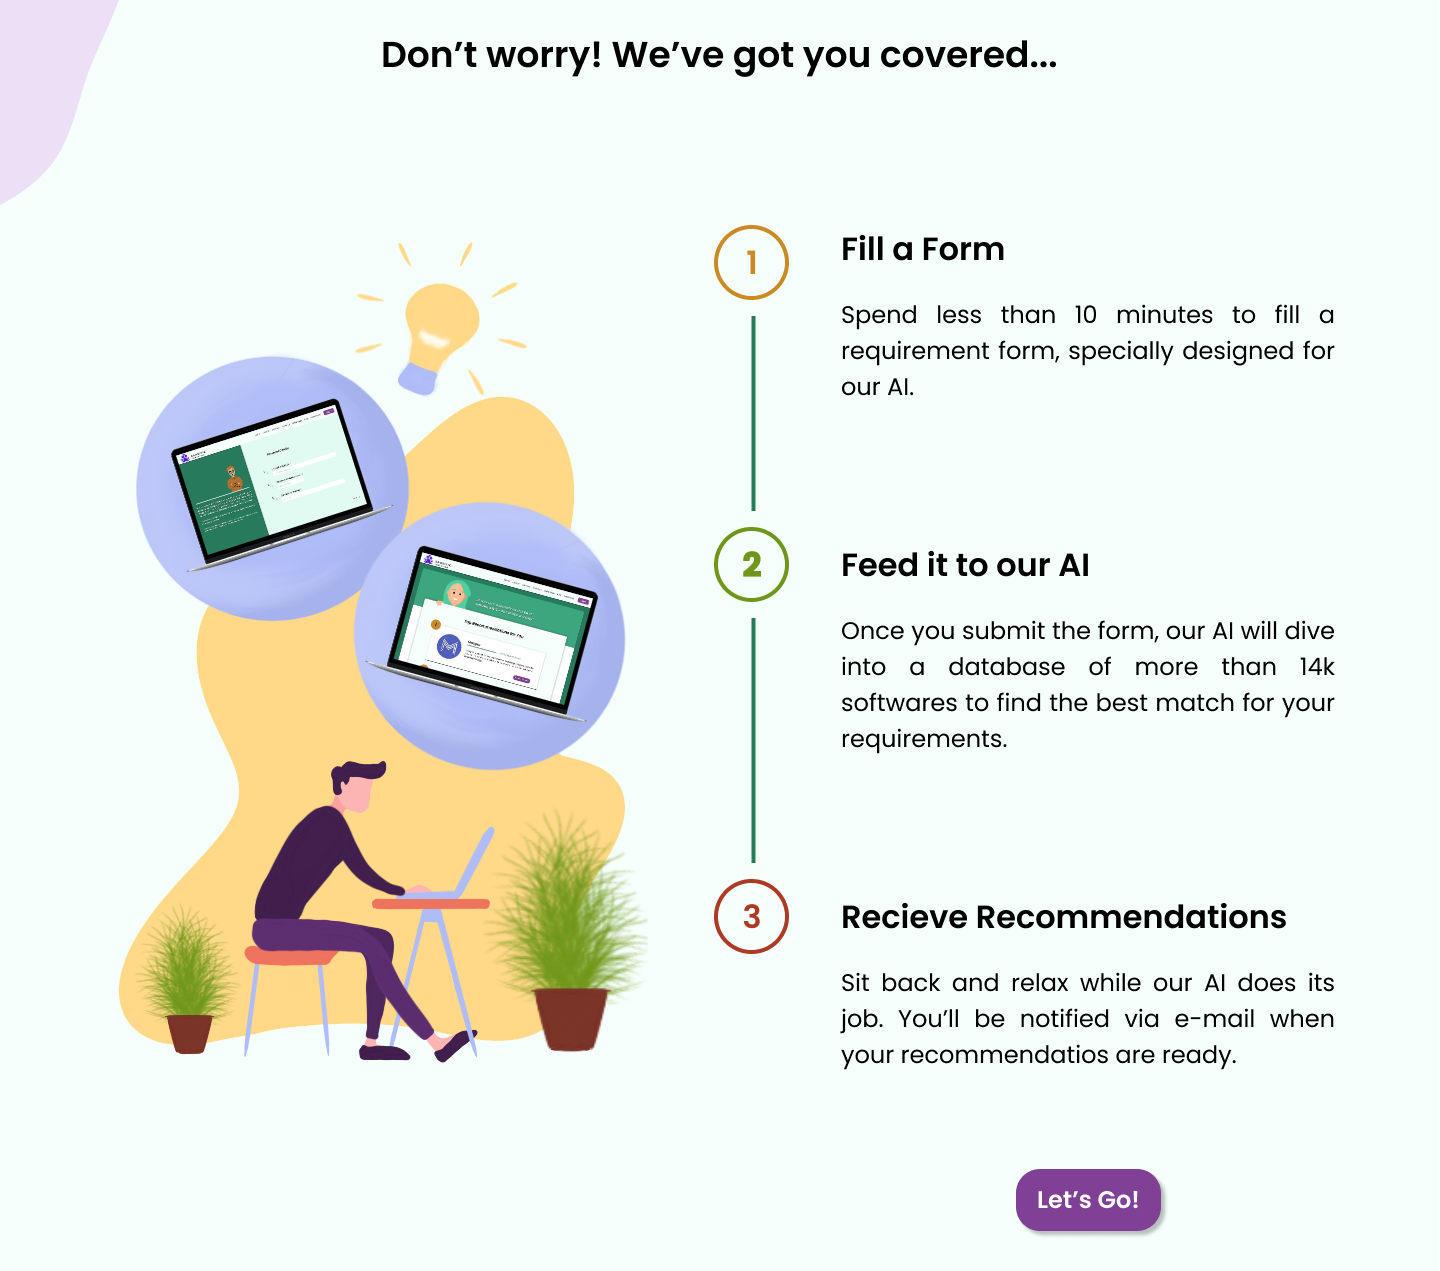 Don’t worry! We’ve got you covered...
1
Fill a Form
Spend less than 10 minutes to fill a
requirement form, specially designed for
our AI.
2
Feed it to our AI
Once you submit the form, our AI will dive
into a database of more than 14k
softwares to find the best match for your
requirements.
3
Recieve Recommendations
Sit back and relax while our AI does its
job. You’ll be notified via e-mail when
your recommendatios are ready.
Let’s Go!